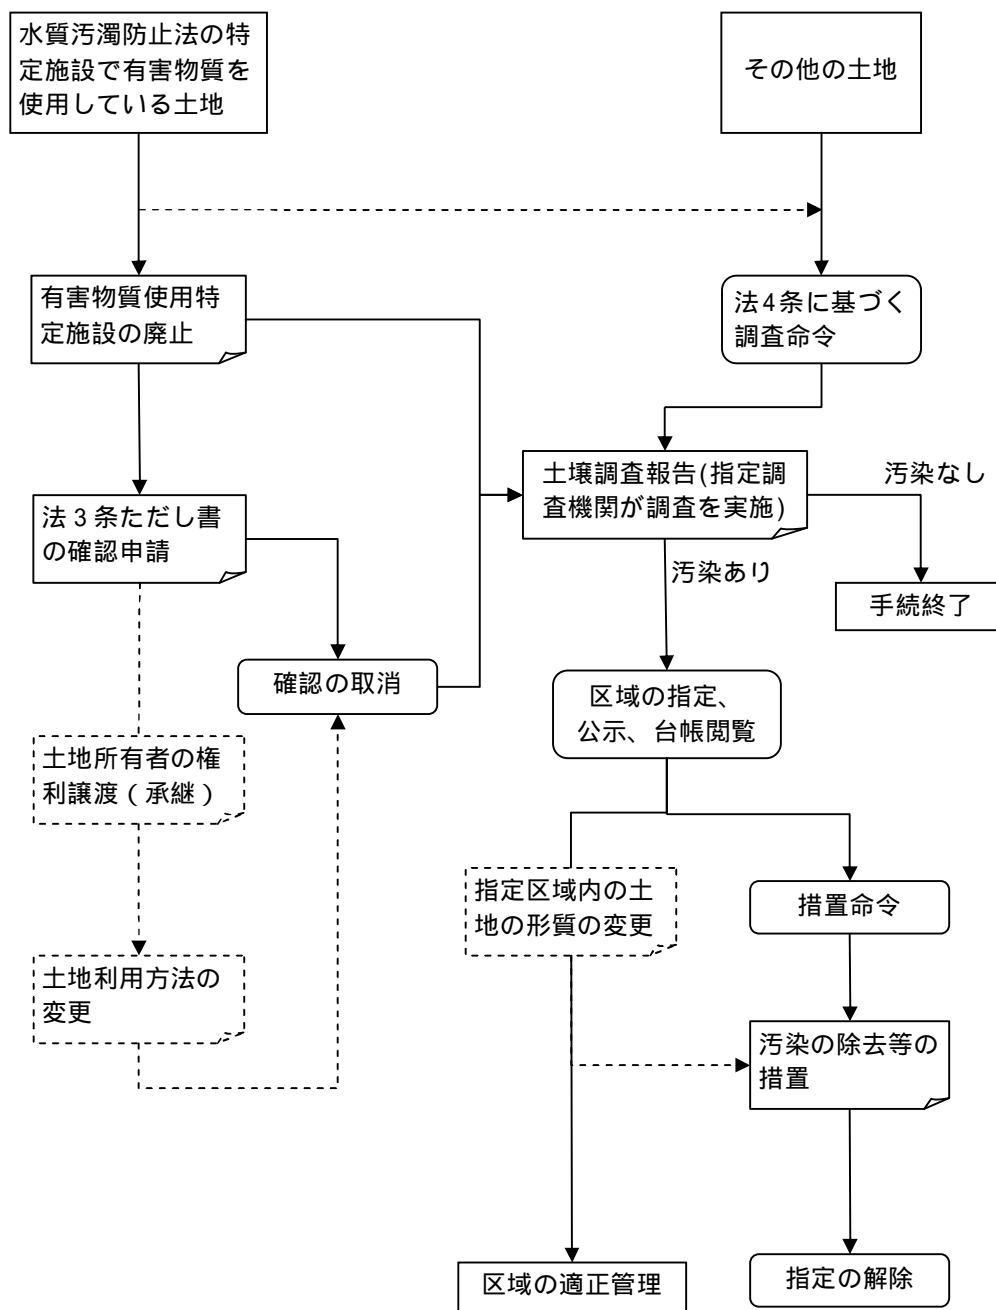 水質汚濁防止法の特
定施設で有害物質を
使用している土地
その他の土地
有害物質使用特
定施設の廃止
法4条に基づく
調査命令
土壌調査報告(指定調
査機関が調査を実施)
汚染なし
法3条ただし書
の確認申請
汚染あり
手続終了
確認の取消
区域の指定、
公示、台帳閲覧
土地所有者の権
利譲渡(承継)
指定区域内の土
地の形質の変更
措置命令
土地利用方法の
変更
汚染の除去等の
措置
区域の適正管理
指定の解除